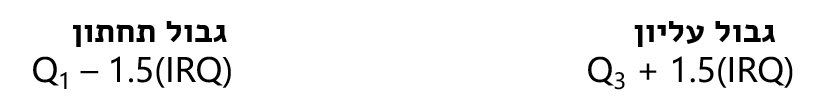 גבול תחתון
Q₁ – 1.5(IRQ)
גבול עליון
Q₃ + 1.5(IRQ)